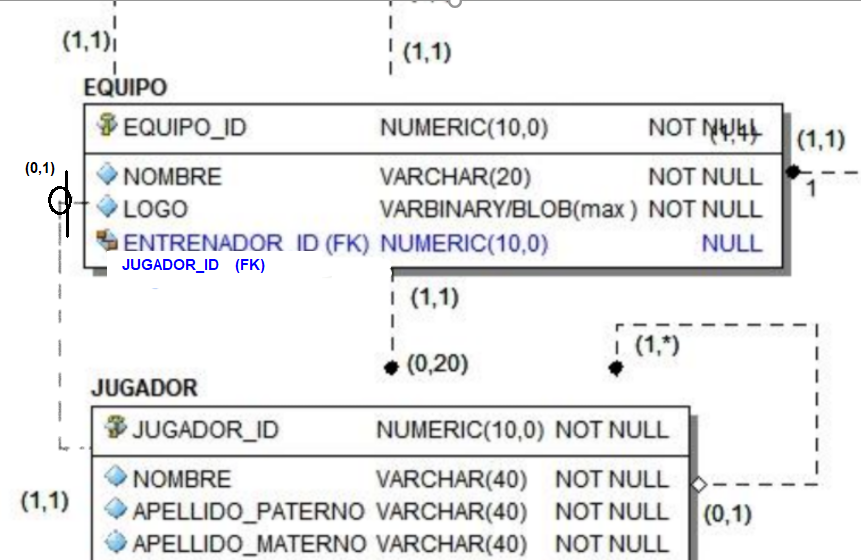 (1,1)
(1,1)
EQUIPO
EQUIPO_ID NUMERIC(10,0) NOT NULL (1,1) (1,1)
(0,1)
NOMBRE VARCHAR(20) NOT NULL
1
LOGO VARBINARY/BLOB(max ) NOT NULL
ENTRENADOR_ID (FK) NUMERIC(10,0) NULL
JUGADOR_ID (FK)
(1,1)
(1,*)
(0,20)
JUGADOR
JUGADOR_ID NUMERIC(10,0) NOT NULL
NOMBRE VARCHAR(40) NOT NULL
(1,1)
APELLIDO_PATERNO VARCHAR(40) NOT NULL
(0,1)
APELLIDO_MATERNO VARCHAR(40) NOT NULL